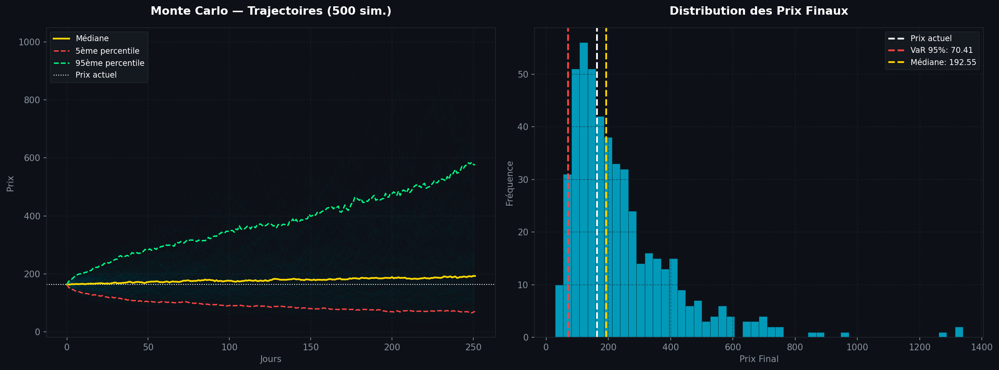 Monte Carlo — Trajectoires (500 sim.)
Médiane
5ème percentile
95ème percentile
Prix actuel
1000
800
600
400
200
0
Prix
0
50
100
150
200
250
Jours
Distribution des Prix Finaux
Prix actuel
VaR 95%: 70.41
Médiane: 192.55
50
40
30
20
10
0
Fréquence
0
200
400
600
800
1000
1200
1400
Prix Final